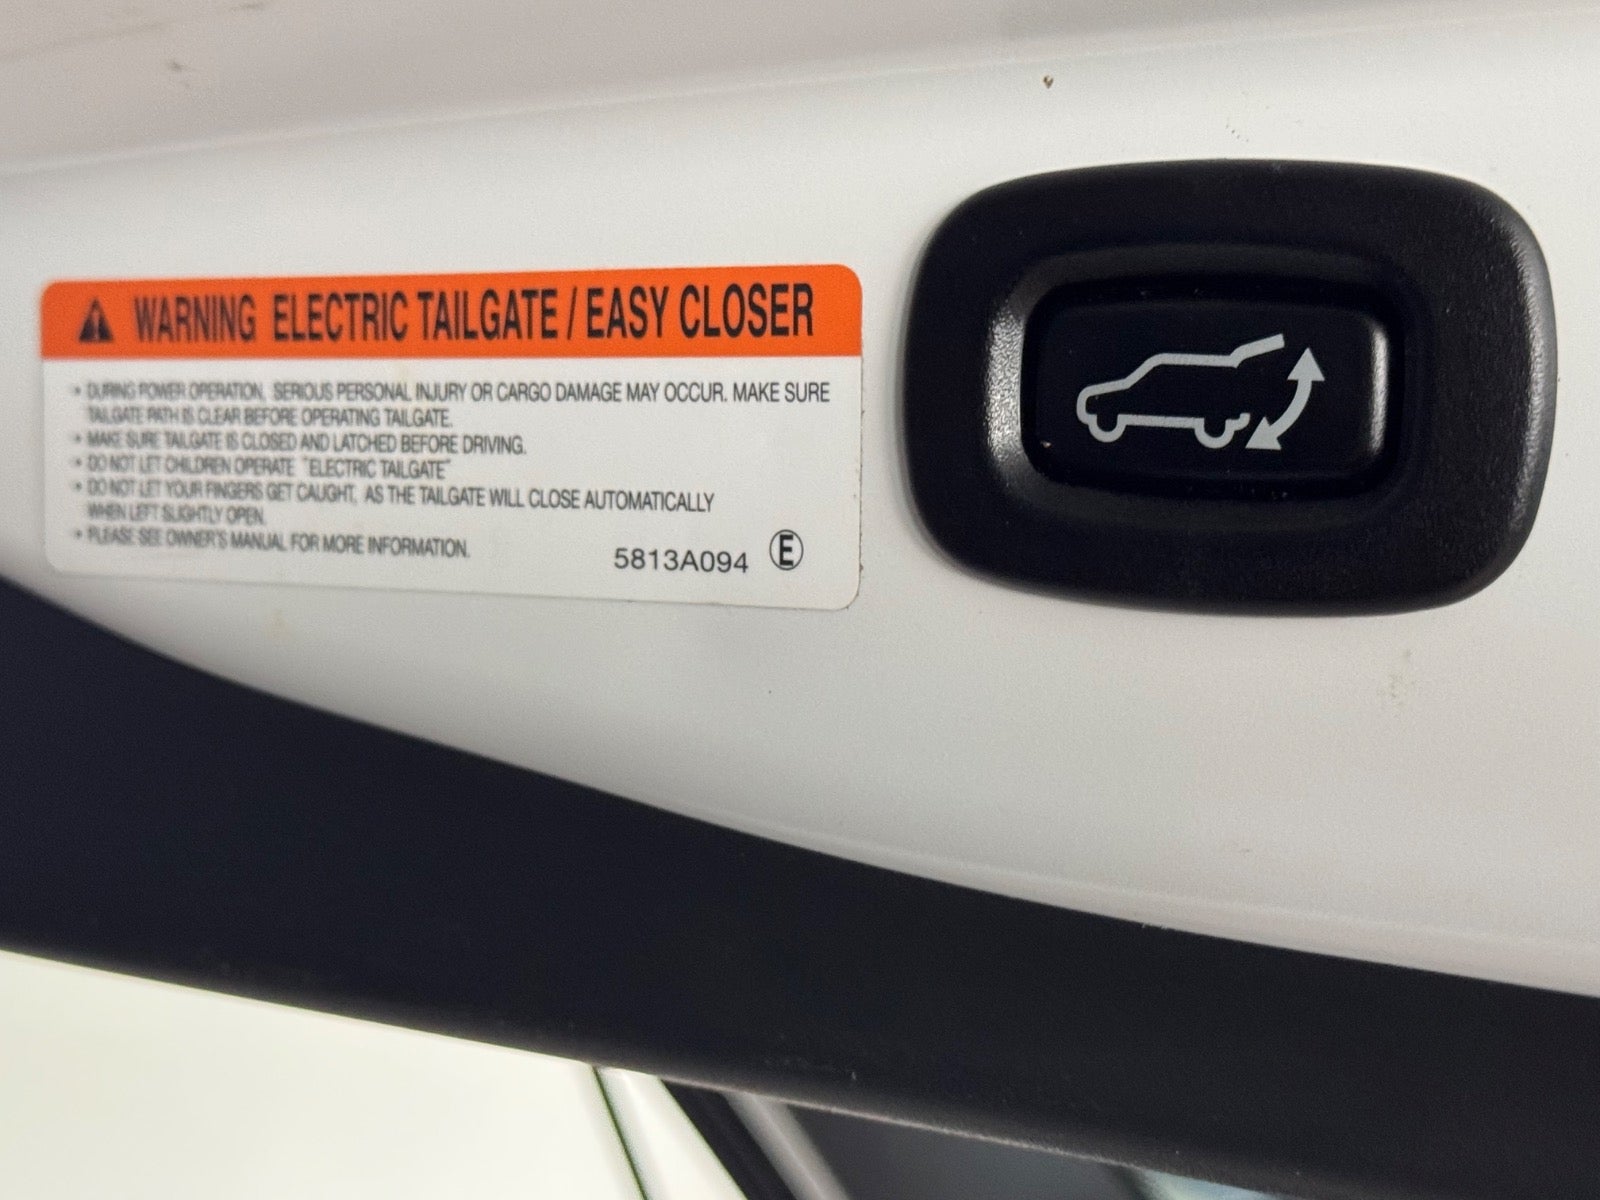 WARNING ELECTRIC TAILGATE / EASY CLOSER
• DURING POWER OPERATION, SERIOUS PERSONAL INJURY OR CARGO DAMAGE MAY OCCUR. MAKE SURE
TAILGATE PATH IS CLEAR BEFORE OPERATING TAILGATE.
• MAKE SURE TAILGATE IS CLOSED AND LATCHED BEFORE DRIVING.
• DO NOT LET CHILDREN OPERATE "ELECTRIC TAILGATE"
• DO NOT LET YOUR FINGERS GET CAUGHT, AS THE TAILGATE WILL CLOSE AUTOMATICALLY
WHEN LEFT SLIGHTLY OPEN.
• PLEASE SEE OWNER'S MANUAL FOR MORE INFORMATION.
5813A094 Ⓔ